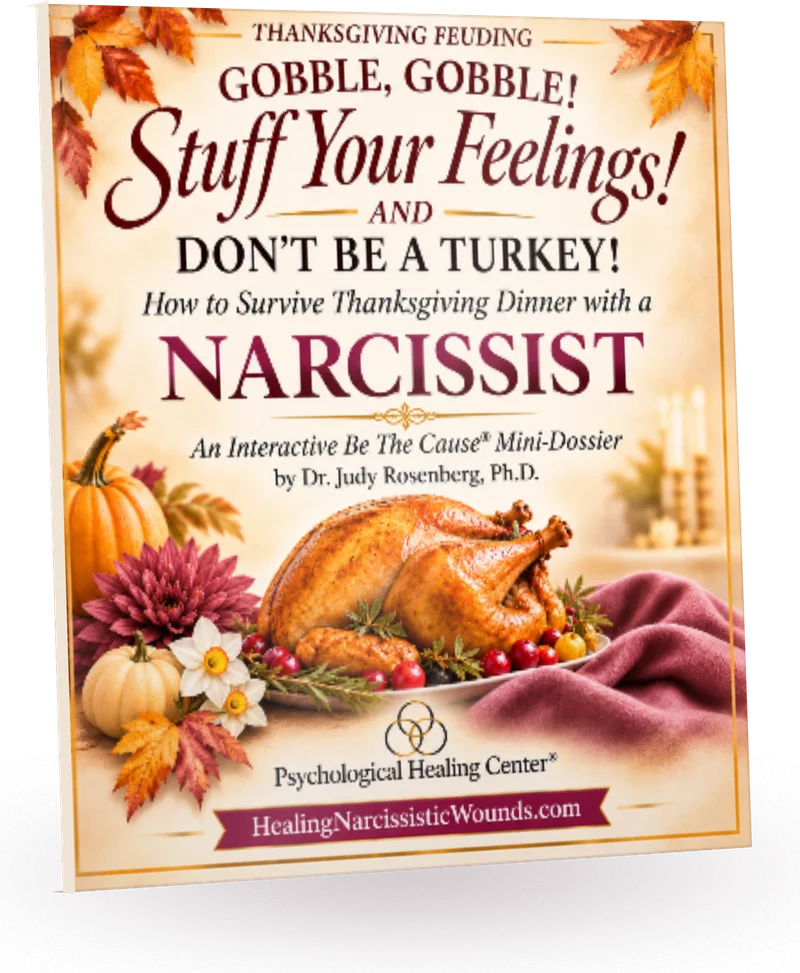 THANKSGIVING FEUDING
GOBBLE, GOBBLE!
Stuff Your Feelings!
AND
DON'T BE A TURKEY!
How to Survive Thanksgiving Dinner with a
NARCISSIST
An Interactive Be The Cause® Mini-Dossier
by Dr. Judy Rosenberg, Ph.D.
Psychological Healing Center®
HealingNarcissisticWounds.com